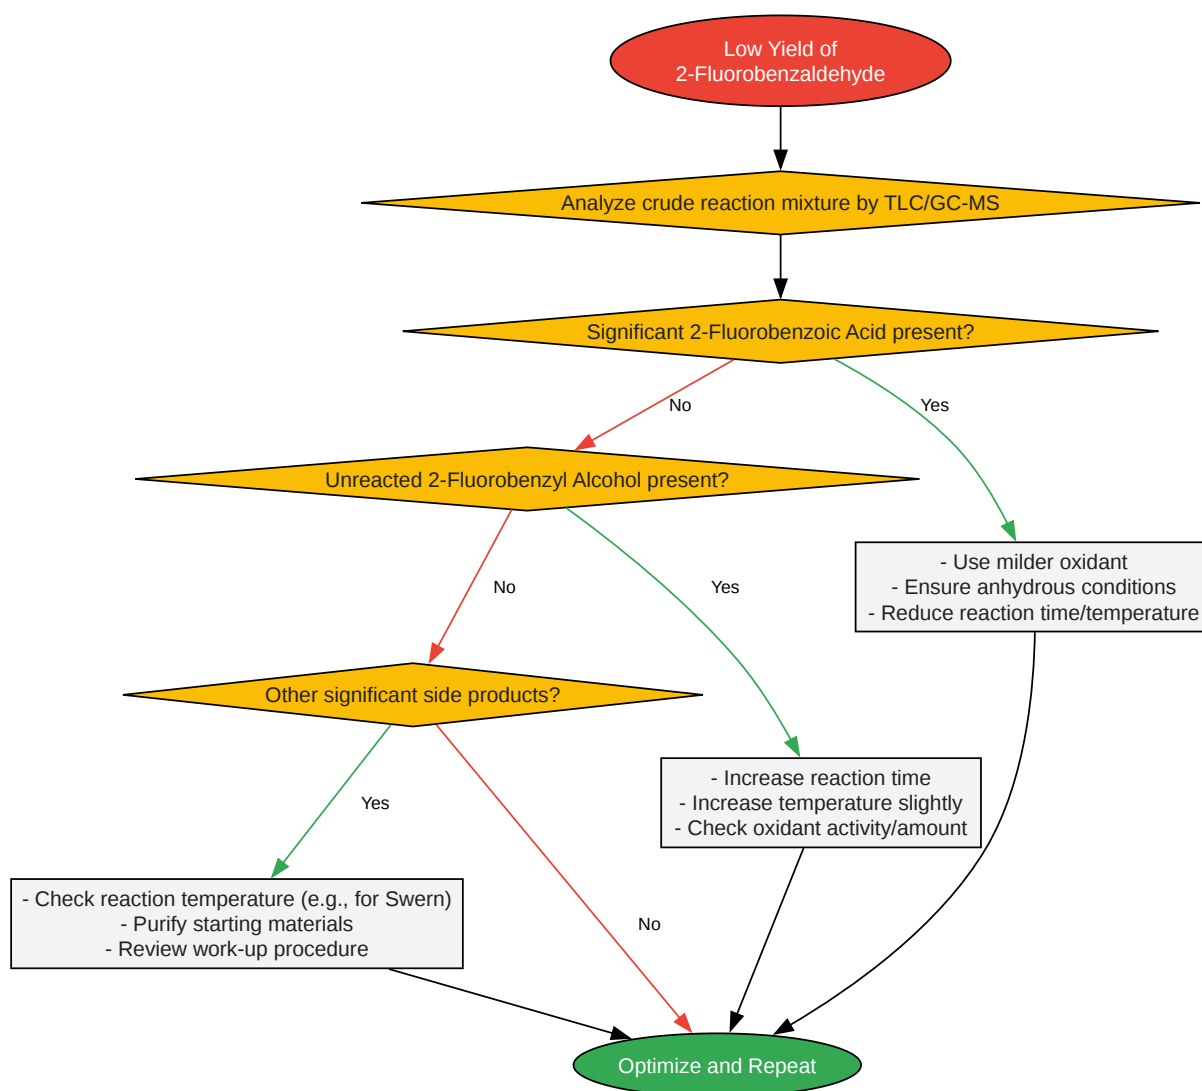 Low Yield of
2-Fluorobenzaldehyde
Analyze crude reaction mixture by TLC/GC-MS
Significant 2-Fluorobenzoic Acid present?
No
Yes
Unreacted 2-Fluorobenzyl Alcohol present?
- Use milder oxidant
- Ensure anhydrous conditions
- Reduce reaction time/temperature
No
Yes
Other significant side products?
- Increase reaction time
- Increase temperature slightly
- Check oxidant activity/amount
Yes
- Check reaction temperature (e.g., for Swern)
- Purify starting materials
- Review work-up procedure
No
Optimize and Repeat